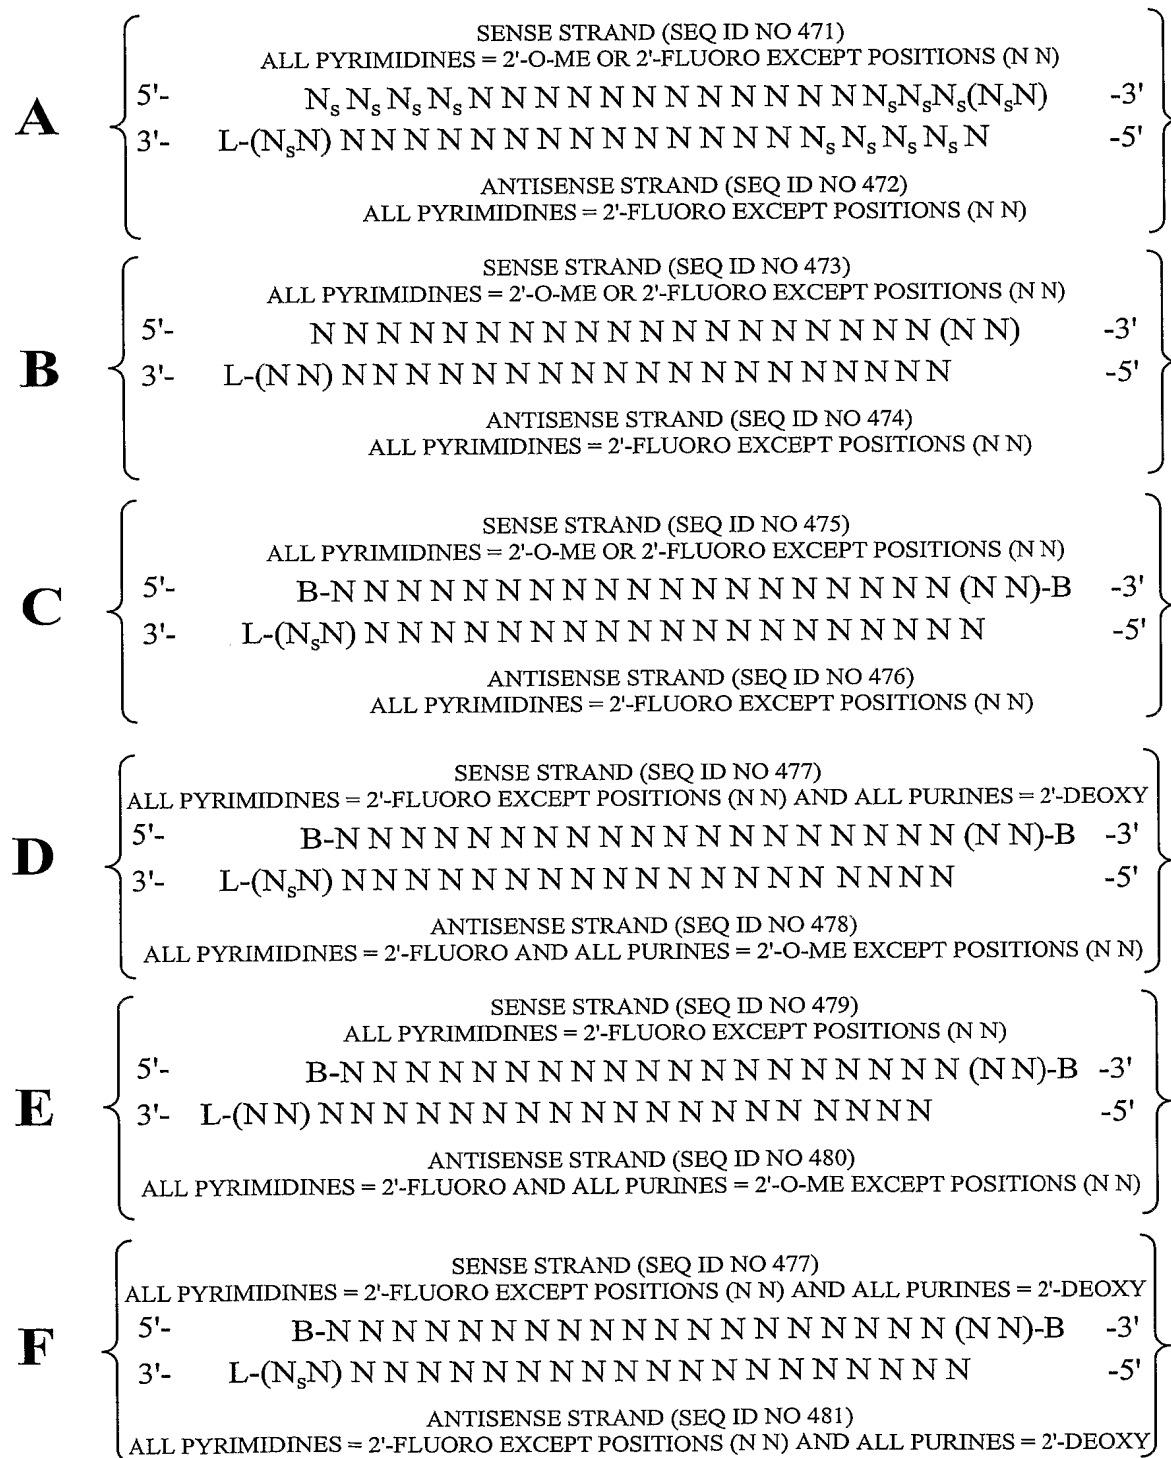 SENSE STRAND (SEQ ID NO 471)
ALL PYRIMIDINES = 2'-O-ME OR 2'-FLUORO EXCEPT POSITIONS (N N)
A
5'- NₛNₛNₛNₛN N N N N N N N N N N N NₛNₛNₛ(NₛN) -3'
3'- L-(NₛN) N N N N N N N N N N N N N N Nₛ Nₛ Nₛ Nₛ N -5'
ANTISENSE STRAND (SEQ ID NO 472)
ALL PYRIMIDINES = 2'-FLUORO EXCEPT POSITIONS (N N)
SENSE STRAND (SEQ ID NO 473)
ALL PYRIMIDINES = 2'-O-ME OR 2'-FLUORO EXCEPT POSITIONS (N N)
B
5'- N N N N N N N N N N N N N N N N N N N (N N) -3'
3'- L-(N N) N N N N N N N N N N N N N N N N N N N -5'
ANTISENSE STRAND (SEQ ID NO 474)
ALL PYRIMIDINES = 2'-FLUORO EXCEPT POSITIONS (N N)
SENSE STRAND (SEQ ID NO 475)
ALL PYRIMIDINES = 2'-O-ME OR 2'-FLUORO EXCEPT POSITIONS (N N)
C
5'- B-N N N N N N N N N N N N N N N N N N N (N N)-B -3'
3'- L-(NₛN) N N N N N N N N N N N N N N N N N N N -5'
ANTISENSE STRAND (SEQ ID NO 476)
ALL PYRIMIDINES = 2'-FLUORO EXCEPT POSITIONS (N N)
SENSE STRAND (SEQ ID NO 477)
ALL PYRIMIDINES = 2'-FLUORO EXCEPT POSITIONS (N N) AND ALL PURINES = 2'-DEOXY
D
5'- B-N N N N N N N N N N N N N N N N N N N (N N)-B -3'
3'- L-(NₛN) N N N N N N N N N N N N N N N N N N N -5'
ANTISENSE STRAND (SEQ ID NO 478)
ALL PYRIMIDINES = 2'-FLUORO AND ALL PURINES = 2'-O-ME EXCEPT POSITIONS (N N)
SENSE STRAND (SEQ ID NO 479)
ALL PYRIMIDINES = 2'-FLUORO EXCEPT POSITIONS (N N)
E
5'- B-N N N N N N N N N N N N N N N N N N N (N N)-B -3'
3'- L-(N N) N N N N N N N N N N N N N N N N N N N -5'
ANTISENSE STRAND (SEQ ID NO 480)
ALL PYRIMIDINES = 2'-FLUORO AND ALL PURINES = 2'-O-ME EXCEPT POSITIONS (N N)
SENSE STRAND (SEQ ID NO 477)
ALL PYRIMIDINES = 2'-FLUORO EXCEPT POSITIONS (N N) AND ALL PURINES = 2'-DEOXY
F
5'- B-N N N N N N N N N N N N N N N N N N N (N N)-B -3'
3'- L-(NₛN) N N N N N N N N N N N N N N N N N N N -5'
ANTISENSE STRAND (SEQ ID NO 481)
ALL PYRIMIDINES = 2'-FLUORO EXCEPT POSITIONS (N N) AND ALL PURINES = 2'-DEOXY